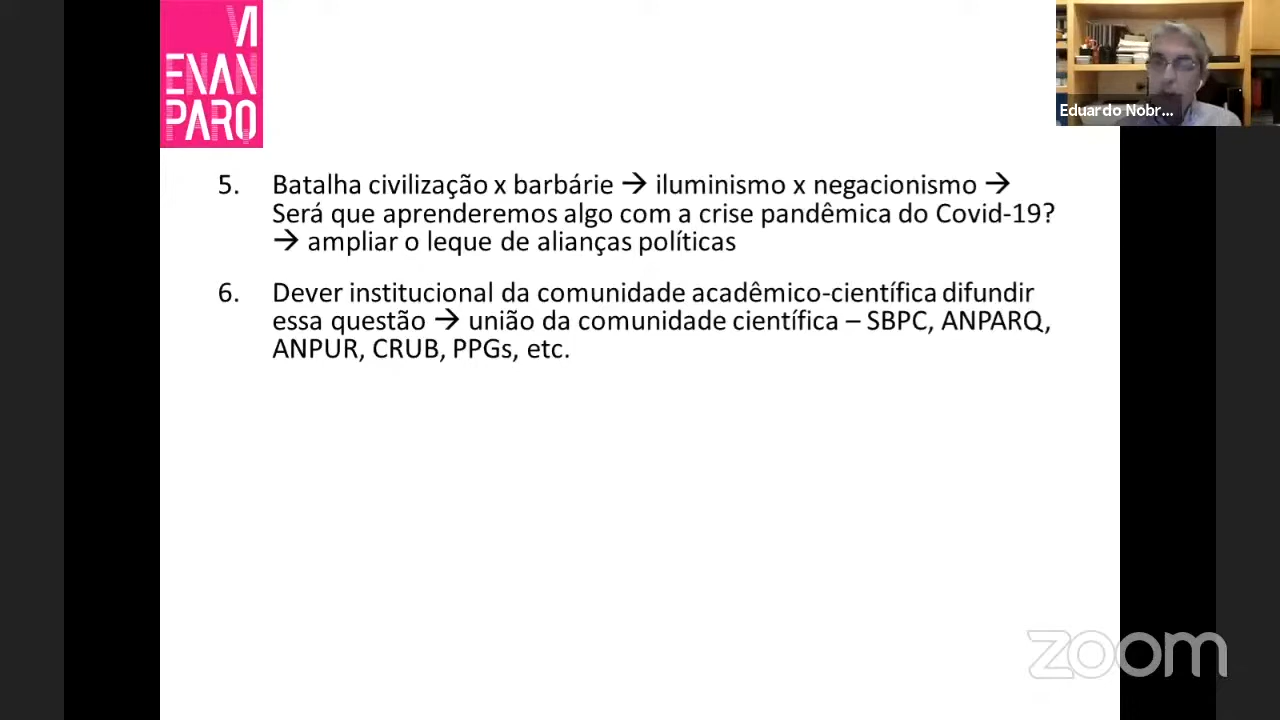 VI
ENAN
PARQ
Eduardo Nobr...
5. Batalha civilização x barbárie → iluminismo x negacionismo →
Será que aprenderemos algo com a crise pandêmica do Covid-19?
→ ampliar o leque de alianças políticas
6. Dever institucional da comunidade acadêmico-científica difundir
essa questão → união da comunidade científica – SBPC, ANPARQ,
ANPUR, CRUB, PPGs, etc.
zoom